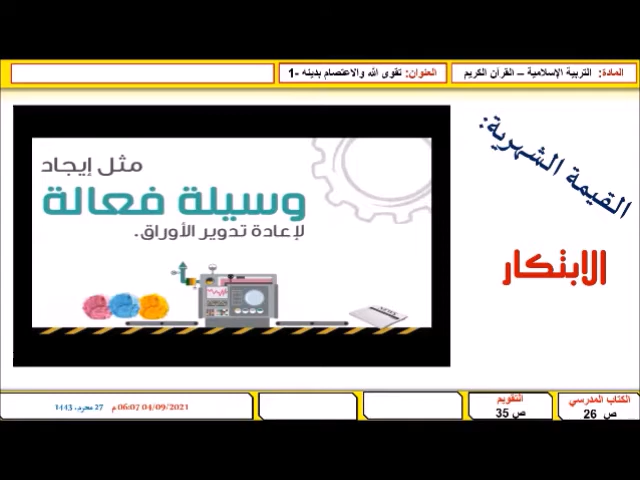 المادة: التربية الإسلامية – القرآن الكريم
العنوان: تقوى الله والاعتصام بدينه -1
القيمة الشهرية:
الابتكار
مثل إيجاد
وسيلة فعالة
لإعادة تدوير الأوراق.
الكتاب المدرسي
ص 26
التقويم
ص 35
04/09/2021 06:07 م
27 محرم، 1443